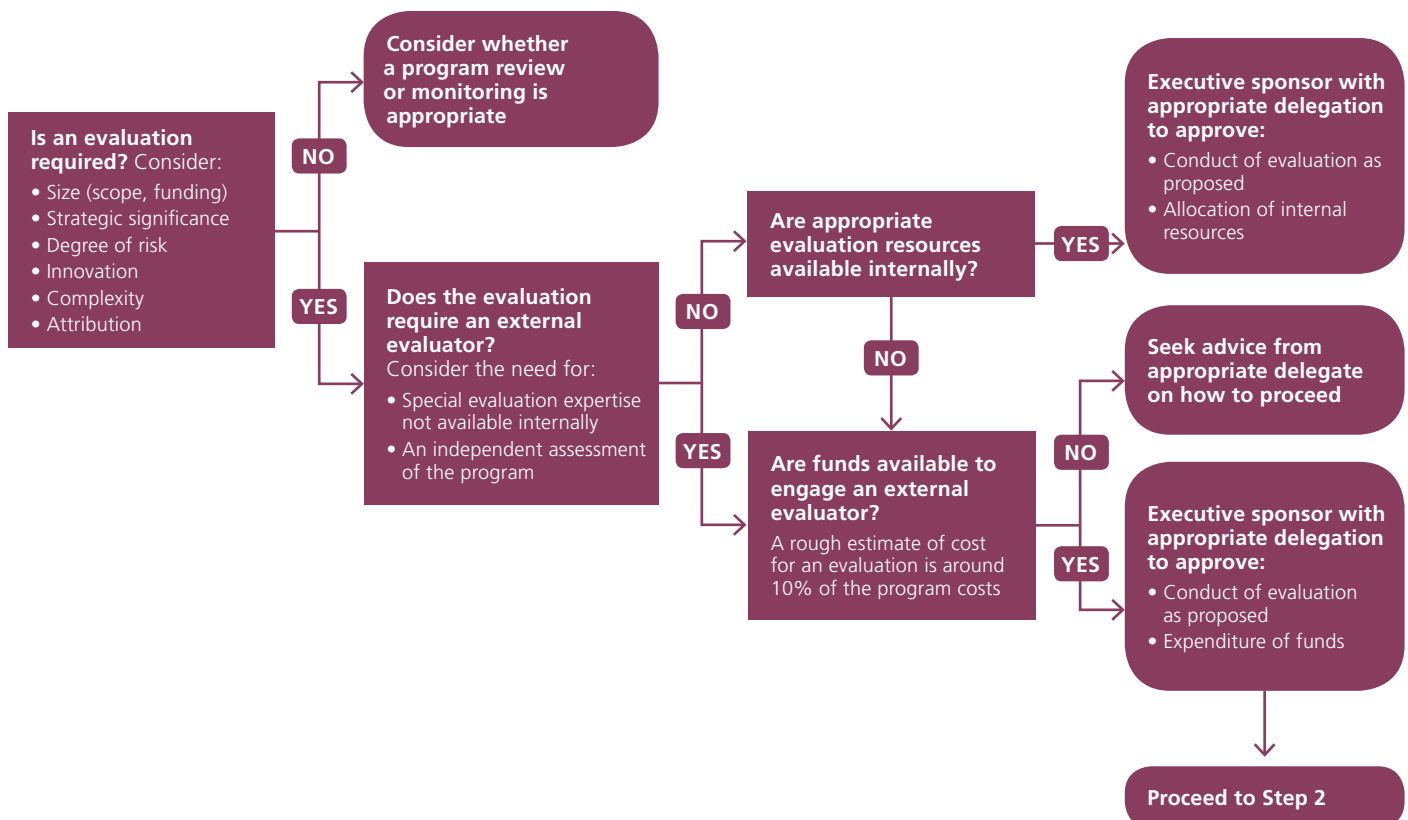 Is an evaluation
required? Consider:
• Size (scope, funding)
• Strategic significance
• Degree of risk
• Innovation
• Complexity
• Attribution
NO
YES
Consider whether
a program review
or monitoring is
appropriate
Does the evaluation
require an external
evaluator?
Consider the need for:
• Special evaluation expertise
not available internally
• An independent assessment
of the program
NO
YES
Are appropriate
evaluation resources
available internally?
YES
NO
Executive sponsor with
appropriate delegation
to approve:
• Conduct of evaluation as
proposed
• Allocation of internal
resources
Are funds available to
engage an external
evaluator?
A rough estimate of cost
for an evaluation is around
10% of the program costs
NO
YES
Seek advice from
appropriate delegate
on how to proceed
Executive sponsor with
appropriate delegation
to approve:
• Conduct of evaluation
as proposed
• Expenditure of funds
Proceed to Step 2